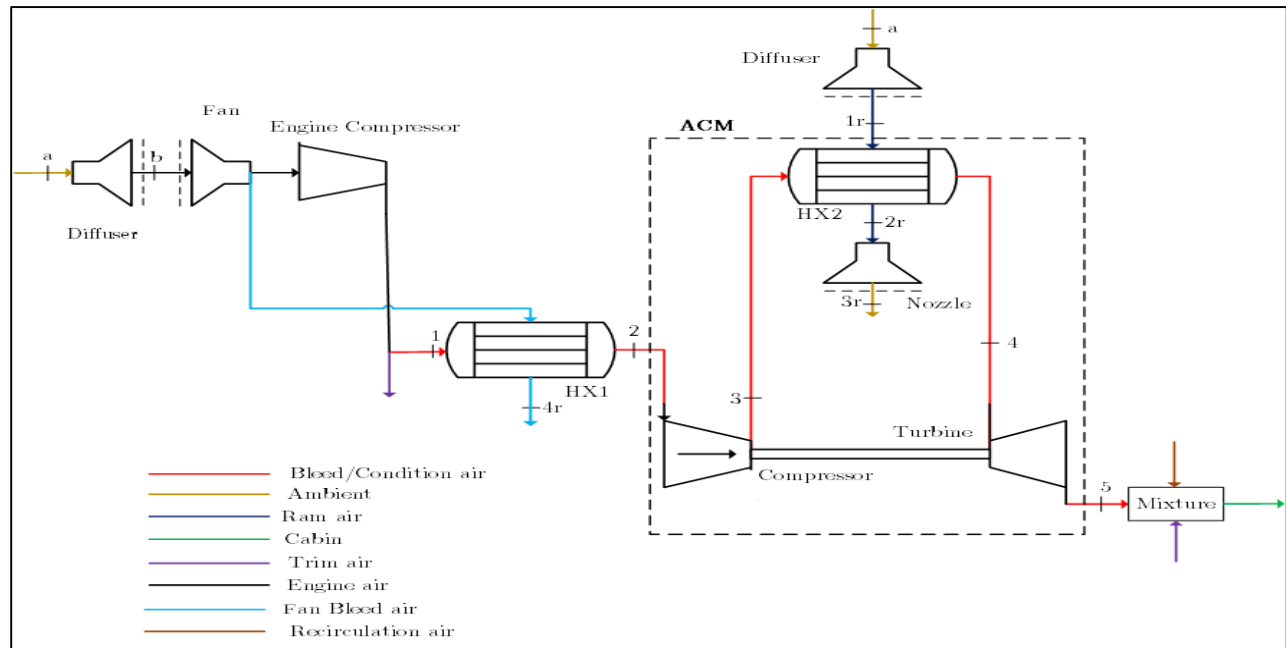 a
Diffuser
Fan
Engine Compressor
a
b
Diffuser
1r
ACM
HX2
2r
3r
Nozzle
1
2
HX1
4r
3
4
Turbine
Compressor
5
Mixture
Bleed/Condition air
Ambient
Ram air
Cabin
Trim air
Engine air
Fan Bleed air
Recirculation air